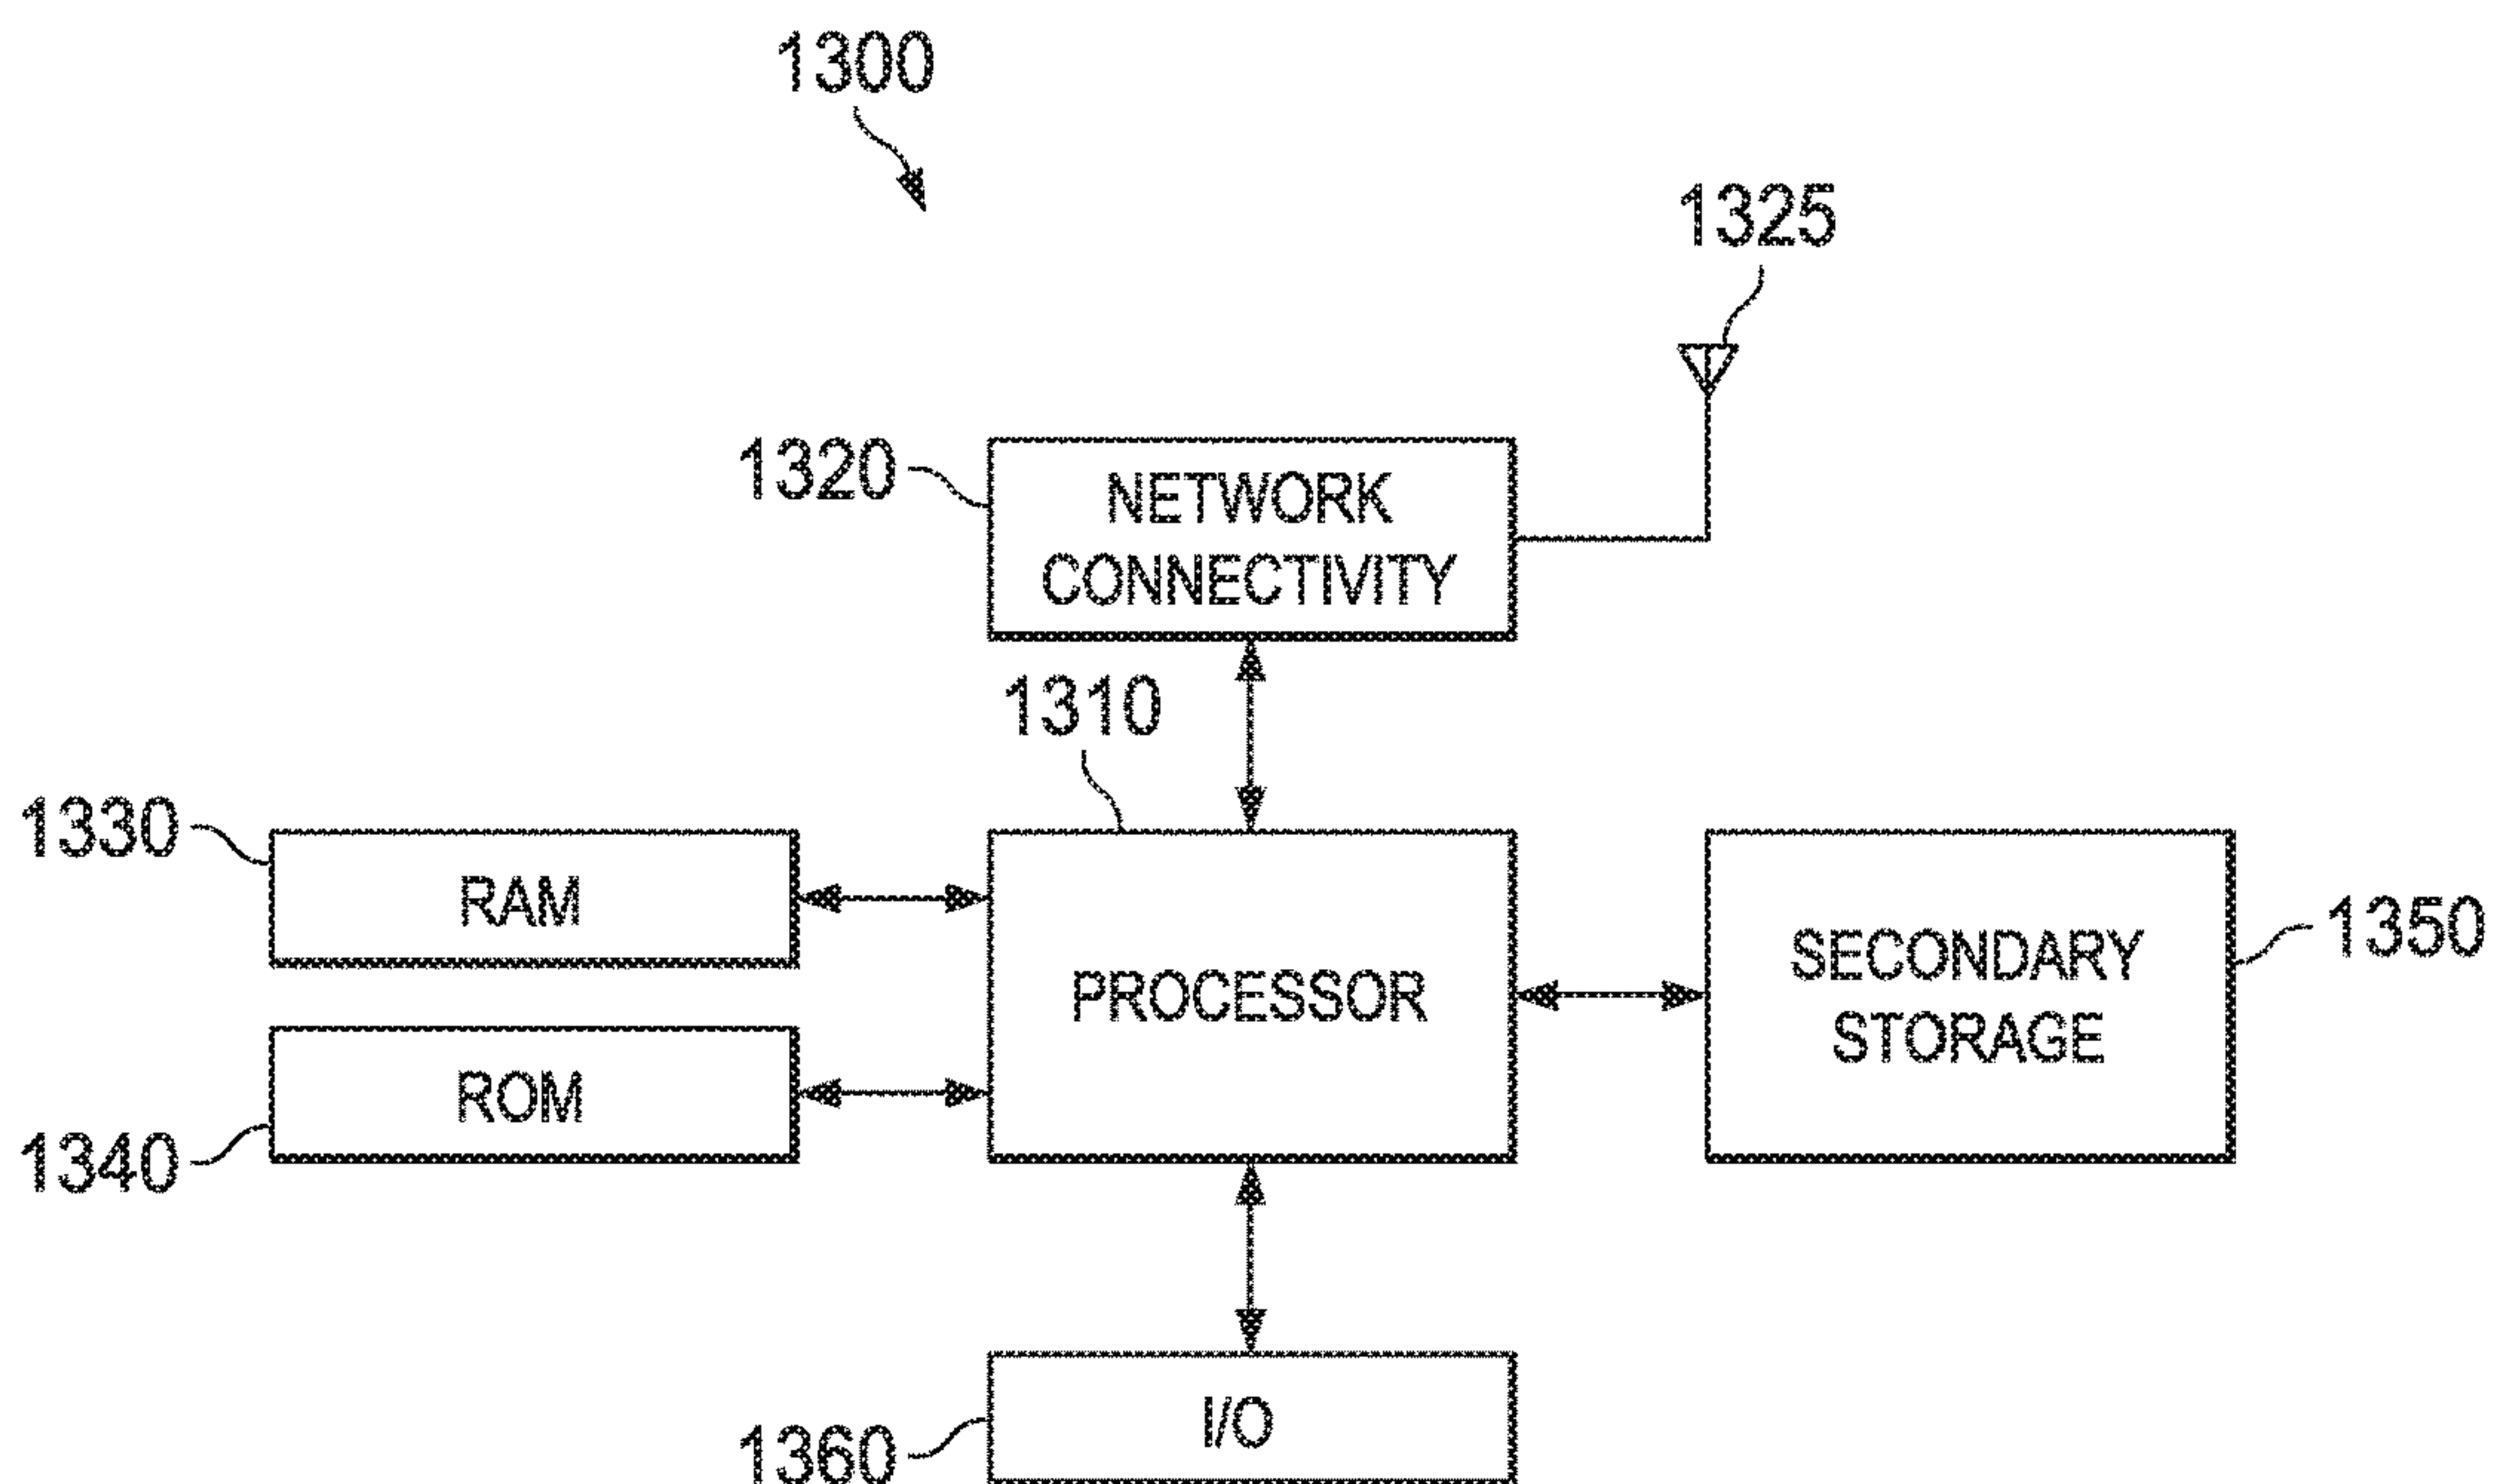 1300
1325
1320
NETWORK
CONNECTIVITY
1310
1330
RAM
PROCESSOR
SECONDARY
STORAGE
1350
ROM
1340
I/O
1360